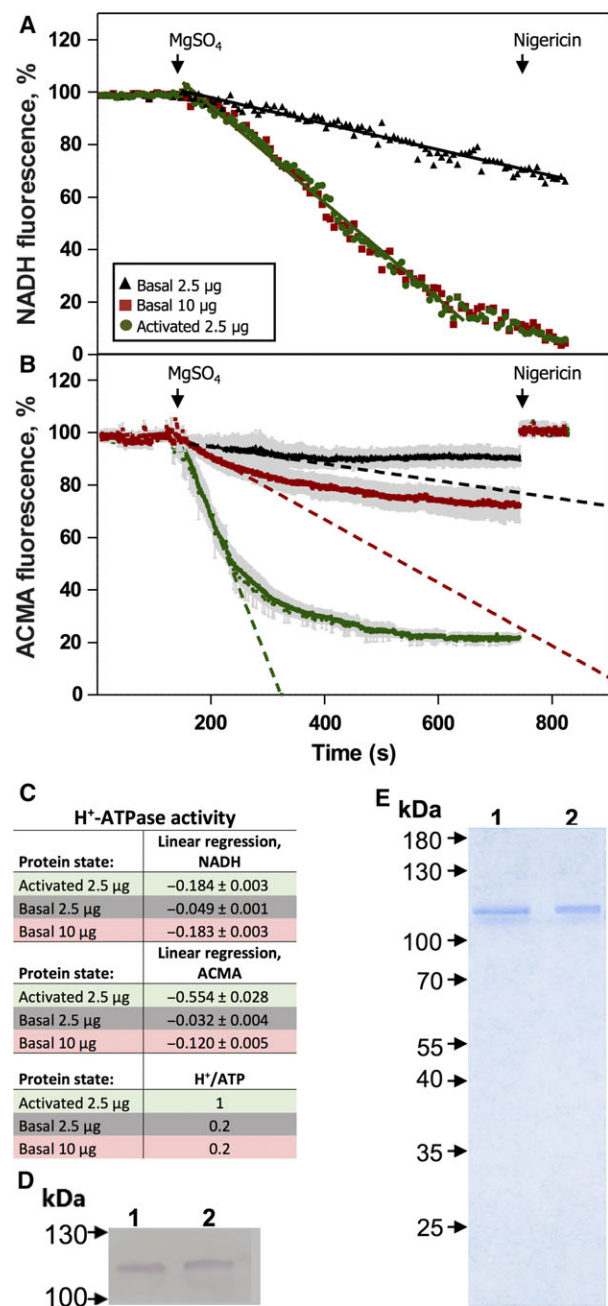 A
MgSO₄
Nigericin
NADH fluorescence, %
120
100
80
60
40
20
0
Basal 2.5 µg
Basal 10 µg
Activated 2.5 µg
B
MgSO₄
Nigericin
ACMA fluorescence, %
120
100
80
60
40
20
0
200
400
600
800
Time (s)
C
H⁺-ATPase activity
Protein state: Linear regression, NADH
Activated 2.5 µg −0.184 ± 0.003
Basal 2.5 µg −0.049 ± 0.001
Basal 10 µg −0.183 ± 0.003
Protein state: Linear regression, ACMA
Activated 2.5 µg −0.554 ± 0.028
Basal 2.5 µg −0.032 ± 0.004
Basal 10 µg −0.120 ± 0.005
Protein state: H⁺/ATP
Activated 2.5 µg 1
Basal 2.5 µg 0.2
Basal 10 µg 0.2
D
kDa
1 2
130
100
E
kDa
1 2
180
130
100
70
55
40
35
25